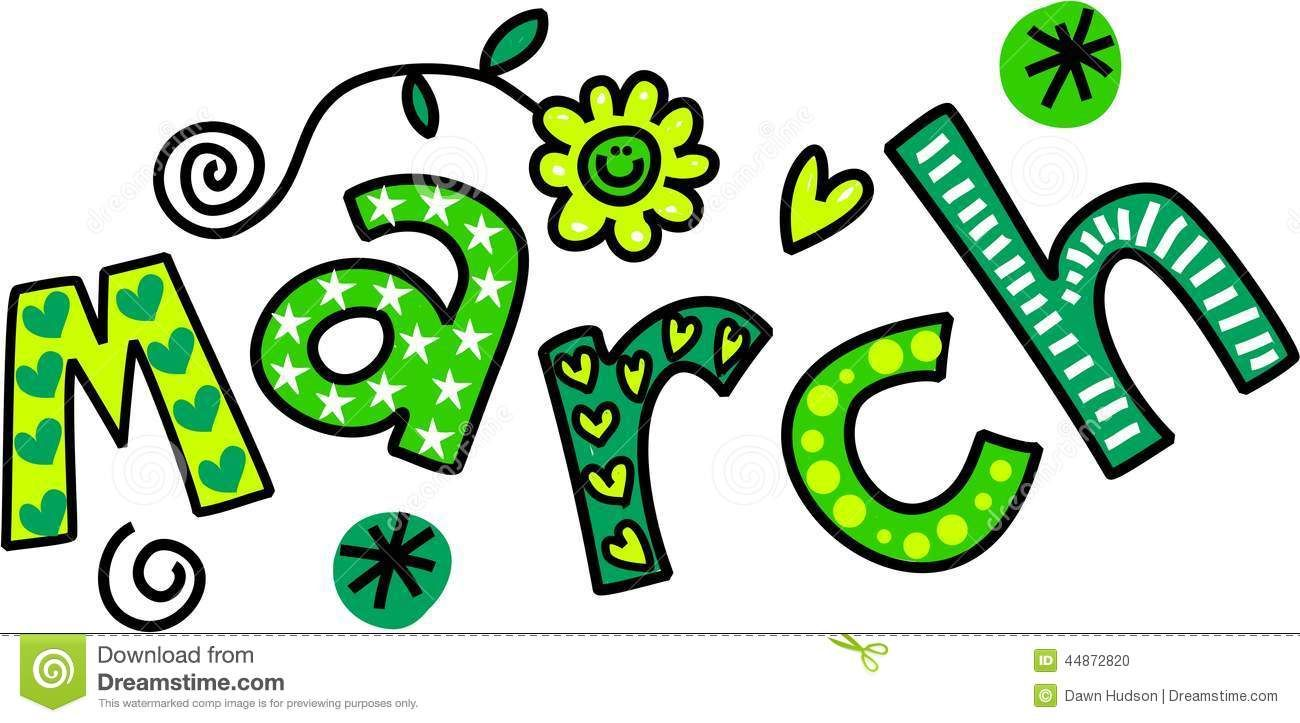 March
Download from
Dreamstime.com
This watermarked comp image is for previewing purposes only.
ID 44872820
© Dawn Hudson | Dreamstime.com